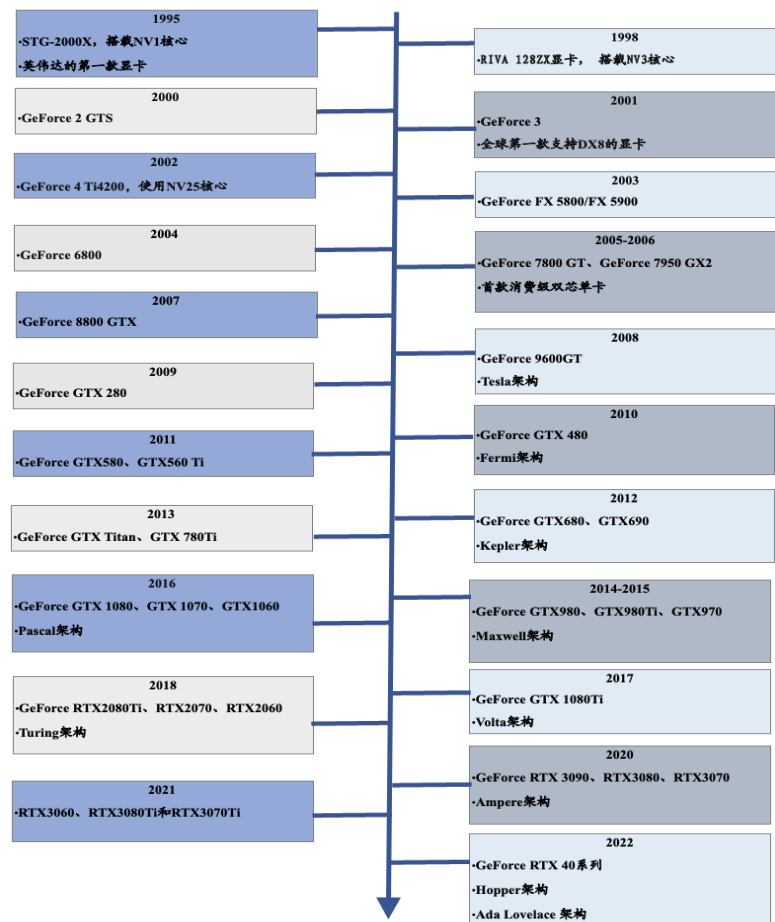 1995
·STG-2000X，搭载NV1核心
·英伟达的第一款显卡
1998
·RIVA 128ZX显卡， 搭载NV3核心
2000
·GeForce 2 GTS
2001
·GeForce 3
·全球第一款支持DX8的显卡
2002
·GeForce 4 Ti4200，使用NV25核心
2003
·GeForce FX 5800/FX 5900
2004
·GeForce 6800
2005-2006
·GeForce 7800 GT、GeForce 7950 GX2
·首款消费级双芯单卡
2007
·GeForce 8800 GTX
2008
·GeForce 9600GT
·Tesla架构
2009
·GeForce GTX 280
2010
·GeForce GTX 480
·Fermi架构
2011
·GeForce GTX580、GTX560 Ti
2012
·GeForce GTX680、GTX690
·Kepler架构
2013
·GeForce GTX Titan、GTX 780Ti
2014-2015
·GeForce GTX980、GTX980Ti、GTX970
·Maxwell架构
2016
·GeForce GTX 1080、GTX 1070、GTX1060
·Pascal架构
2017
·GeForce GTX 1080Ti
·Volta架构
2018
·GeForce RTX2080Ti、RTX2070、RTX2060
·Turing架构
2020
·GeForce RTX 3090、RTX3080、RTX3070
·Ampere架构
2021
·RTX3060、RTX3080Ti和RTX3070Ti
2022
·GeForce RTX 40系列
·Hopper架构
·Ada Lovelace 架构